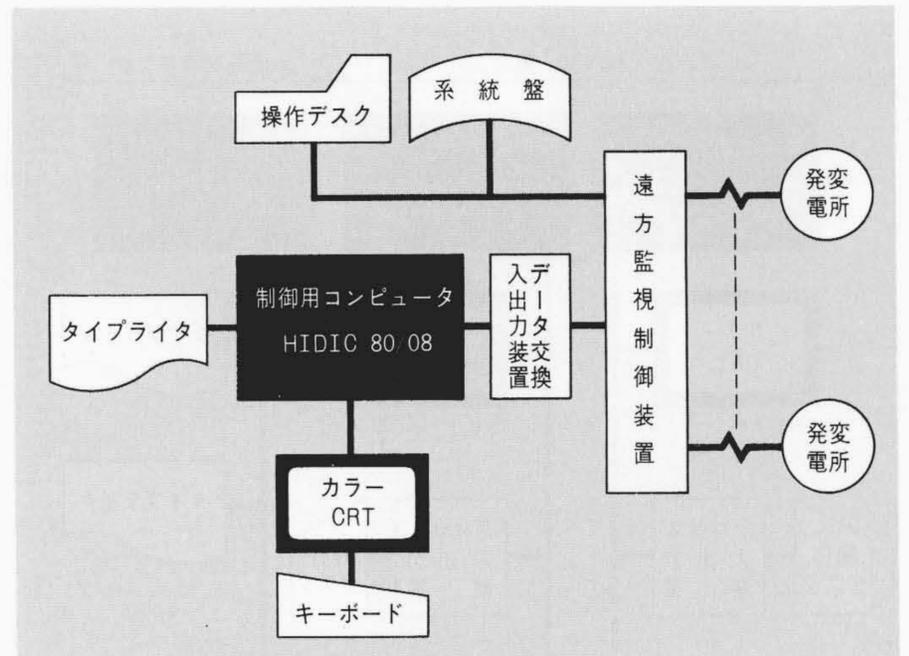 操作デスク
系統盤
遠方監視制御装置
発変
電所
制御用コンピュータ
HIDIC 80/08
データ交換
入出力装置
タイプライタ
カラー
CRT
キーボード
発変
電所